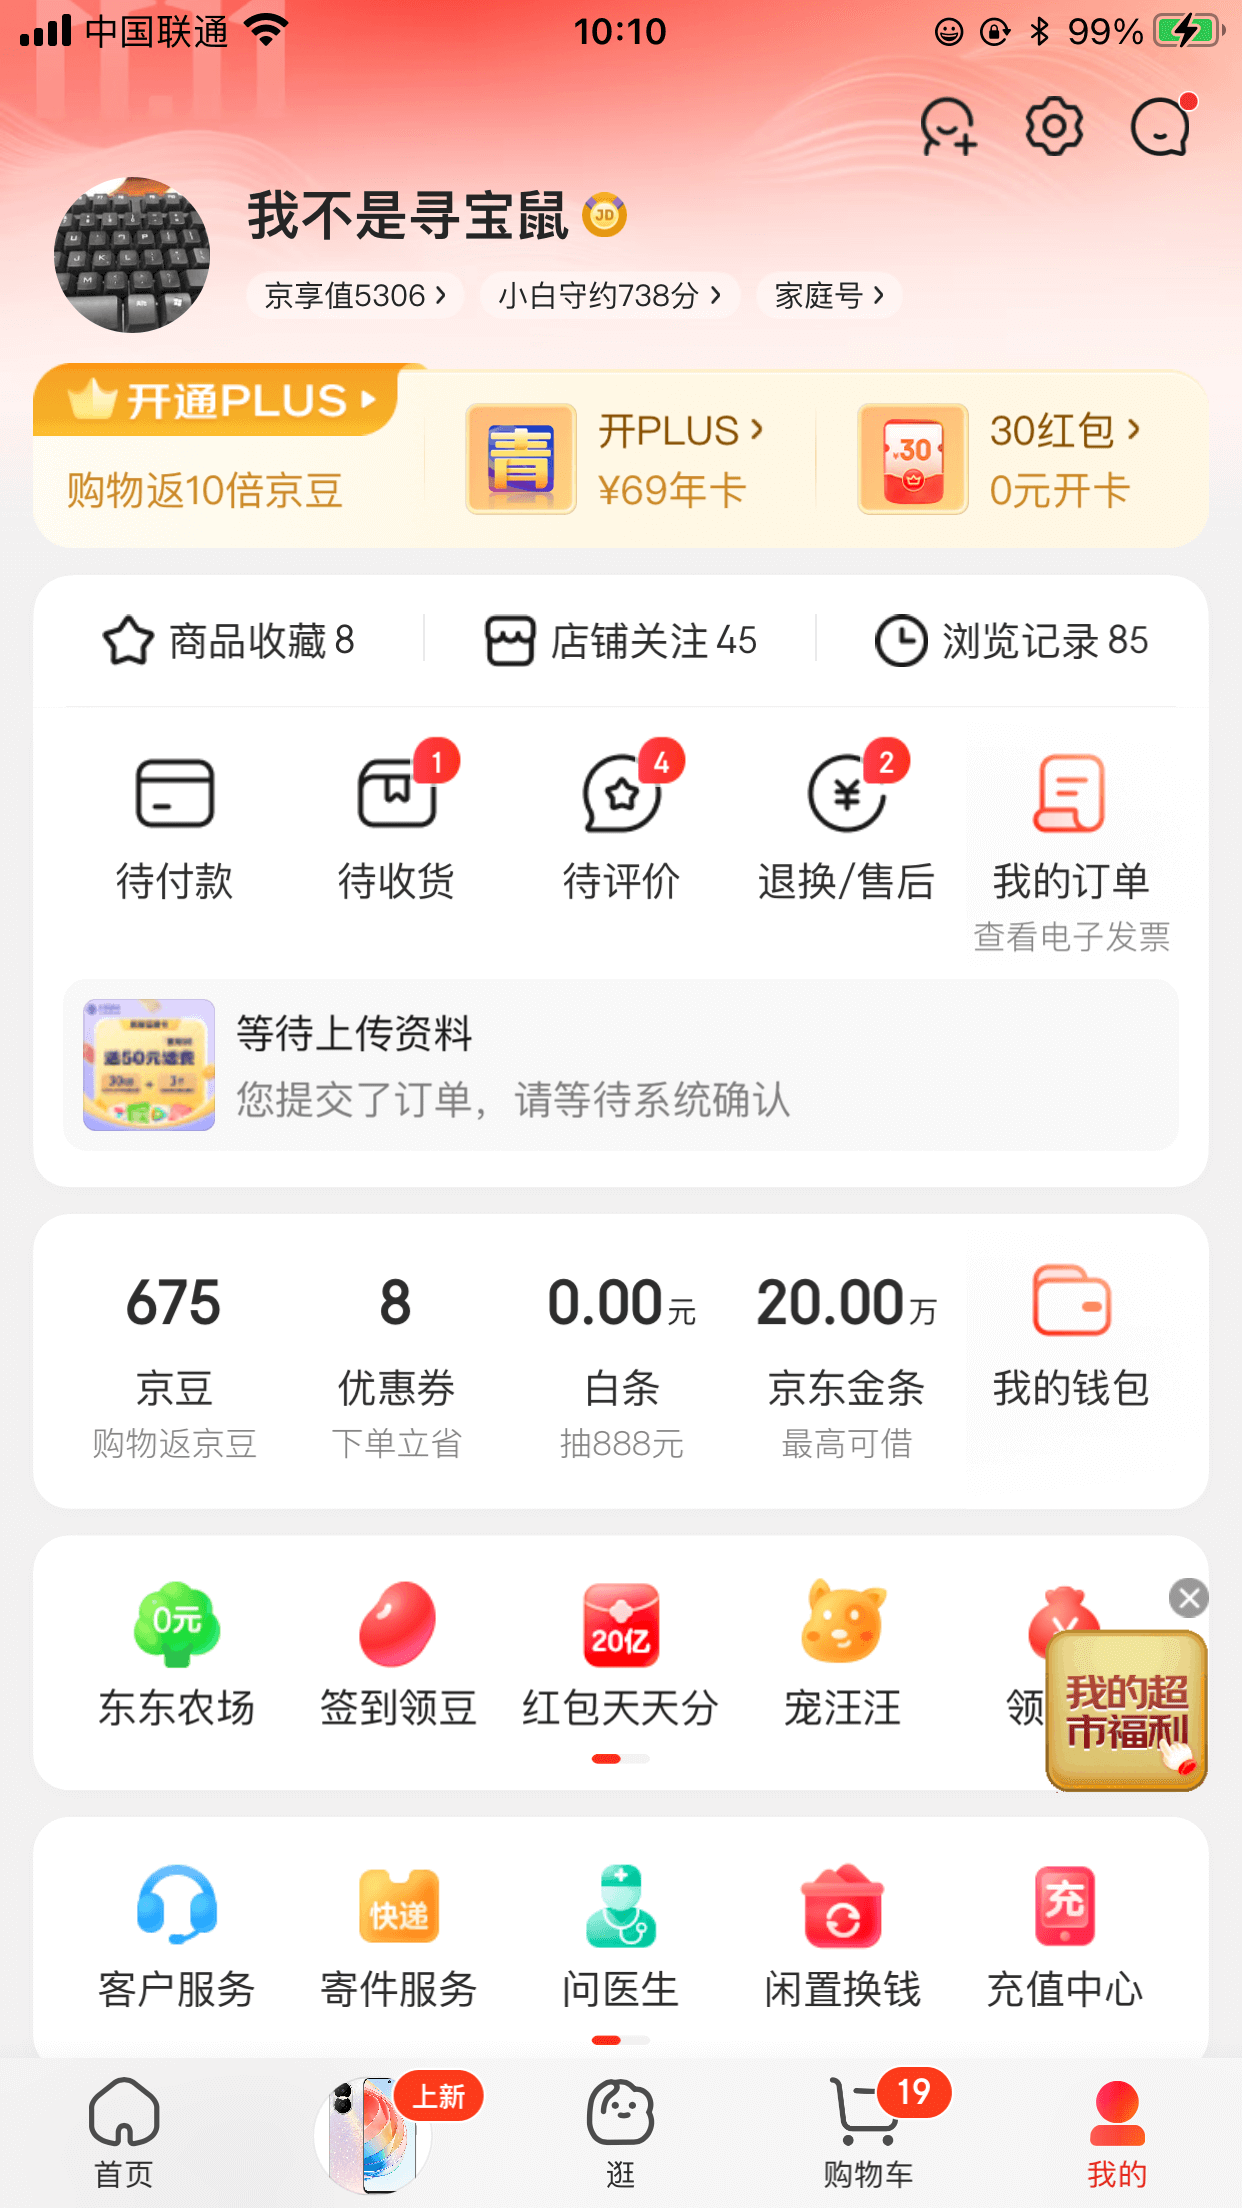 中国联通
10:10
99%
11.11
我不是寻宝鼠
JD
京享值5306
小白守约738分
家庭号
开通PLUS
购物返10倍京豆
青
开PLUS
¥69年卡
¥30
30红包
0元开卡
商品收藏 8
店铺关注 45
浏览记录 85
1
4
2
待付款
待收货
待评价
退换/售后
我的订单
查看电子发票
满50元
等待上传资料
您提交了订单，请等待系统确认
675
8
0.00元
20.00万
京豆
优惠券
白条
京东金条
我的钱包
购物返京豆
下单立省
抽888元
最高可借
0元
20亿
东东农场
签到领豆
红包天天分
宠汪汪
领
我的超
市福利
快递
充
客户服务
寄件服务
问医生
闲置换钱
充值中心
上新
19
首页
逛
购物车
我的